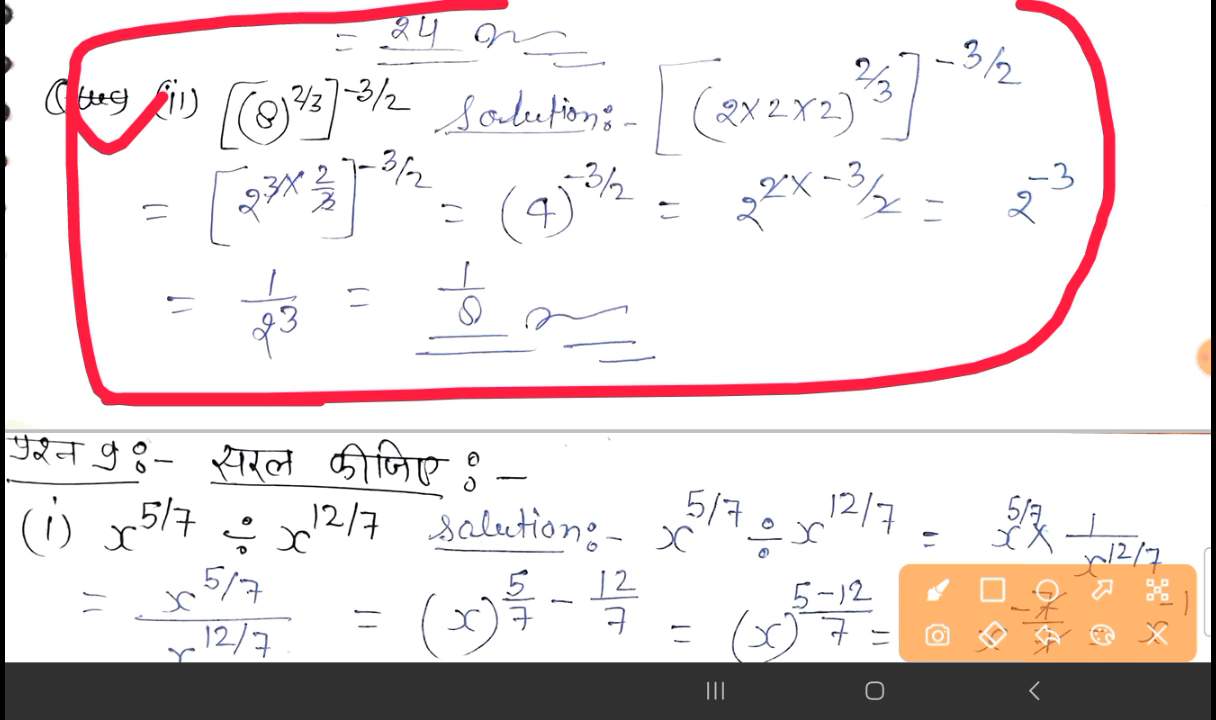 = 24
(ii) [(8)^2/3]^-3/2 Solution:- [(2×2×2)^2/3]^-3/2
= [2^3×2/3]^-3/2 = (4)^-3/2 = 2^2×-3/2 = 2^-3
= 1/2^3 = 1/8
प्रश्न 9:- सरल कीजिए :-
(i) x^5/7 ÷ x^12/7 Solution:- x^5/7 ÷ x^12/7 = x^5/7 × 1/x^12/7
= x^5/7 / x^12/7 = (x)^5/7 - 12/7 = (x)^5-12/7 = x^-7/7 = x^-1